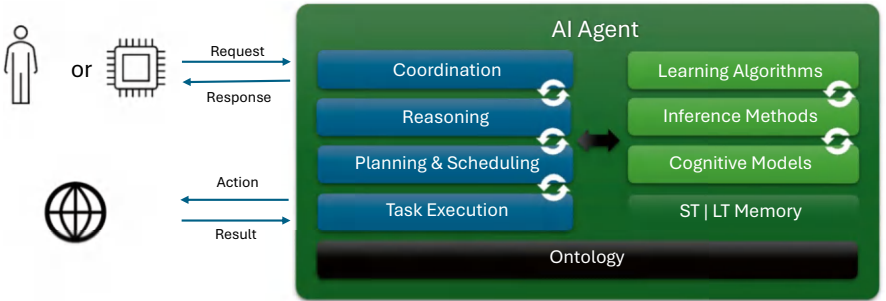 AI Agent
or
Request
Response
Coordination
Learning Algorithms
Reasoning
Inference Methods
Planning & Scheduling
Cognitive Models
Action
Result
Task Execution
ST | LT Memory
Ontology